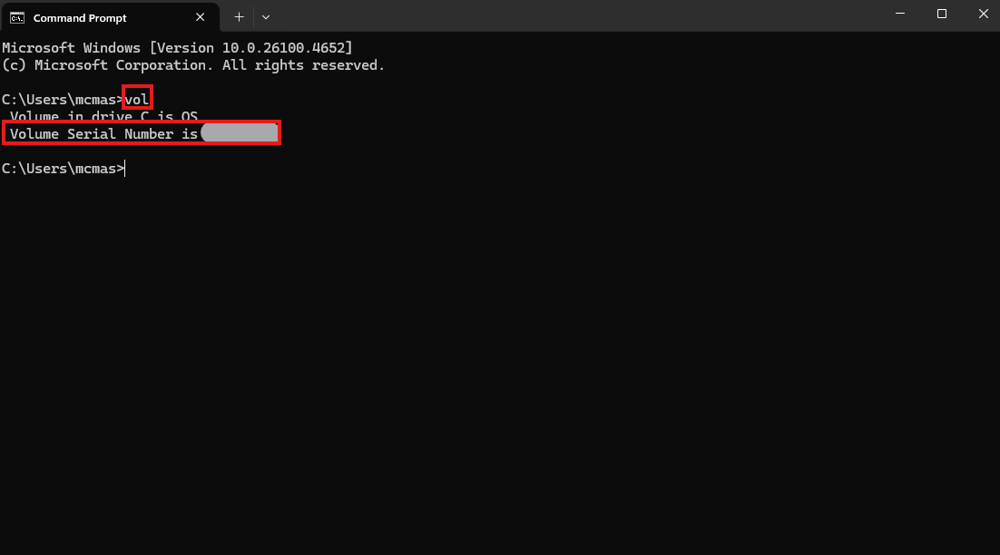 Command Prompt
Microsoft Windows [Version 10.0.26100.4652]
(c) Microsoft Corporation. All rights reserved.
C:\Users\mcmas>vol
Volume in drive C is OS
Volume Serial Number is
C:\Users\mcmas>